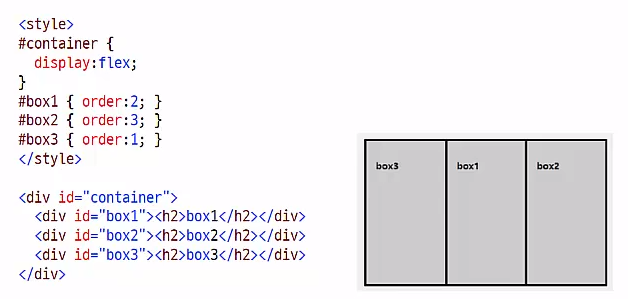 <style>
#container {
  display:flex;
}
#box1 { order:2; }
#box2 { order:3; }
#box3 { order:1; }
</style>

<div id="container">
  <div id="box1"><h2>box1</h2></div>
  <div id="box2"><h2>box2</h2></div>
  <div id="box3"><h2>box3</h2></div>
</div>
box3 box1 box2